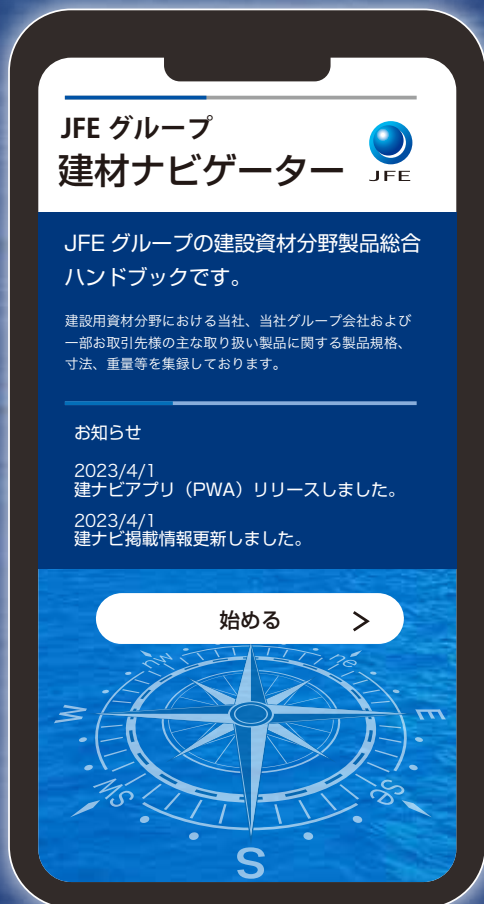 JFE グループ
建材ナビゲーター
JFE
JFE グループの建設資材分野製品総合
ハンドブックです。
建設用資材分野における当社、当社グループ会社および
一部お取引先様の主な取り扱い製品に関する製品規格、
寸法、重量等を集録しております。
お知らせ
2023/4/1
建ナビアプリ（PWA）リリースしました。
2023/4/1
建ナビ掲載情報更新しました。
始める >
nw
ne
W
E
sw
se
S